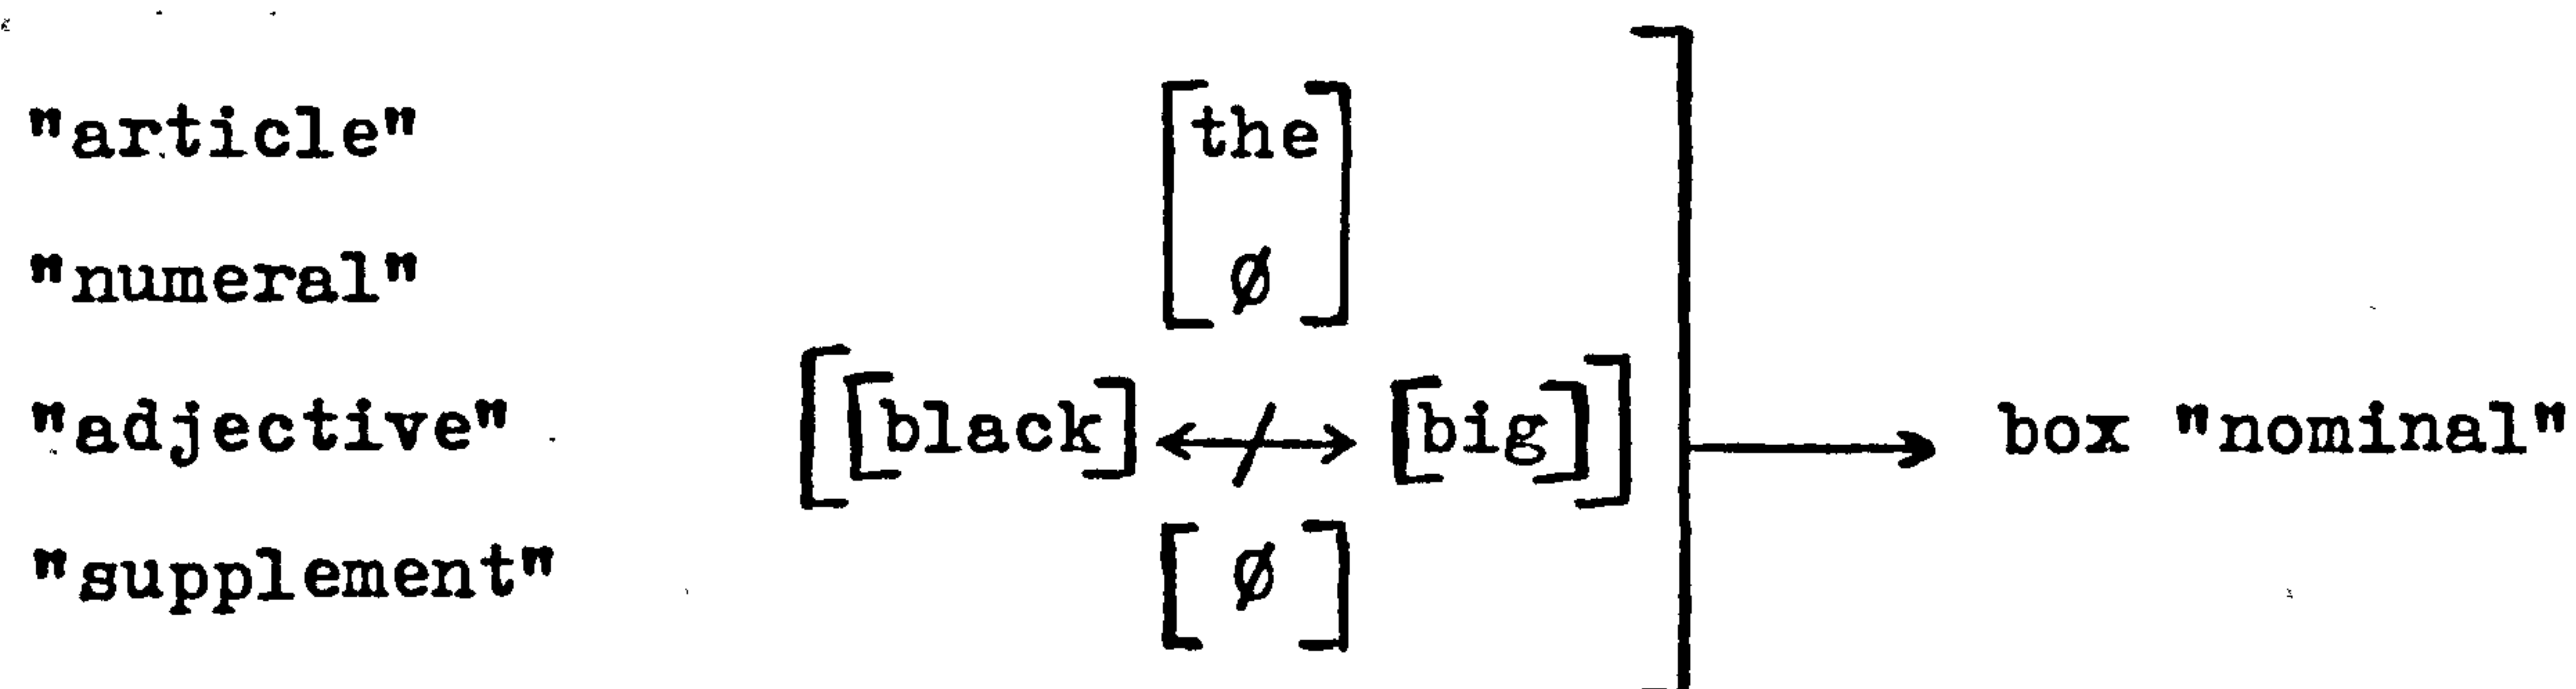 "article" [the
"numeral" ø]
"adjective" [[black] ↮ [big]] → box "nominal"
"supplement" [ø]